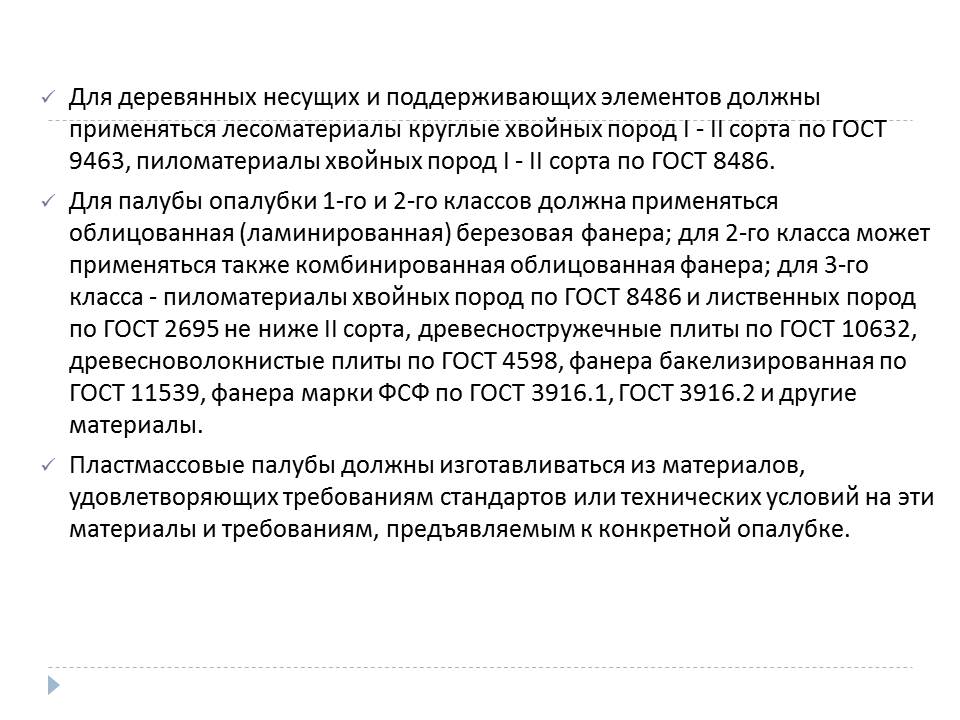 Для деревянных несущих и поддерживающих элементов должны
применяться лесоматериалы круглые хвойных пород I - II сорта по ГОСТ
9463, пиломатериалы хвойных пород I - II сорта по ГОСТ 8486.
Для палубы опалубки 1-го и 2-го классов должна применяться
облицованная (ламинированная) березовая фанера; для 2-го класса может
применяться также комбинированная облицованная фанера; для 3-го
класса - пиломатериалы хвойных пород по ГОСТ 8486 и лиственных пород
по ГОСТ 2695 не ниже II сорта, древесностружечные плиты по ГОСТ 10632,
древесноволокнистые плиты по ГОСТ 4598, фанера бакелизированная по
ГОСТ 11539, фанера марки ФСФ по ГОСТ 3916.1, ГОСТ 3916.2 и другие
материалы.
Пластмассовые палубы должны изготавливаться из материалов,
удовлетворяющих требованиям стандартов или технических условий на эти
материалы и требованиям, предъявляемым к конкретной опалубке.